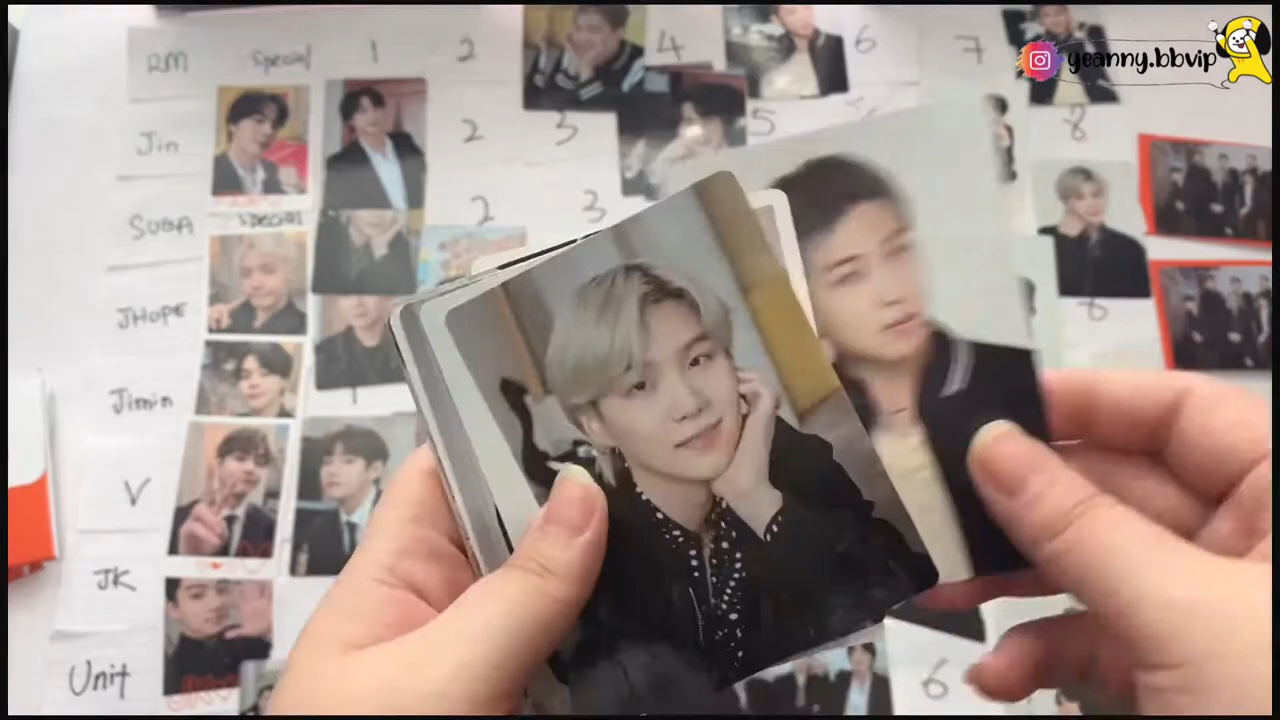 yeanny.bbvip
RM Special 1 2 4 6 7
Jin 2 3 5 8
SUGA Special 2 3
JHOPE
Jimin
V
JK
Unit 6